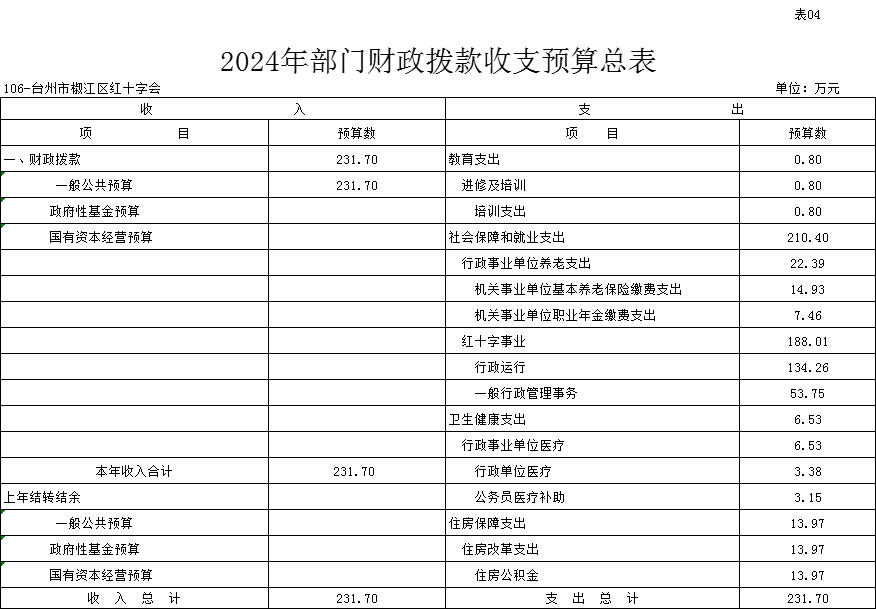 表04
2024年部门财政拨款收支预算总表
106-台州市椒江区红十字会 单位：万元
收 入 支 出
项 目 预算数 项 目 预算数
一、财政拨款 231.70 教育支出 0.80
一般公共预算 231.70 进修及培训 0.80
政府性基金预算 培训支出 0.80
国有资本经营预算 社会保障和就业支出 210.40
行政事业单位养老支出 22.39
机关事业单位基本养老保险缴费支出 14.93
机关事业单位职业年金缴费支出 7.46
红十字事业 188.01
行政运行 134.26
一般行政管理事务 53.75
卫生健康支出 6.53
行政事业单位医疗 6.53
本年收入合计 231.70 行政单位医疗 3.38
上年结转结余 公务员医疗补助 3.15
一般公共预算 住房保障支出 13.97
政府性基金预算 住房改革支出 13.97
国有资本经营预算 住房公积金 13.97
收 入 总 计 231.70 支 出 总 计 231.70